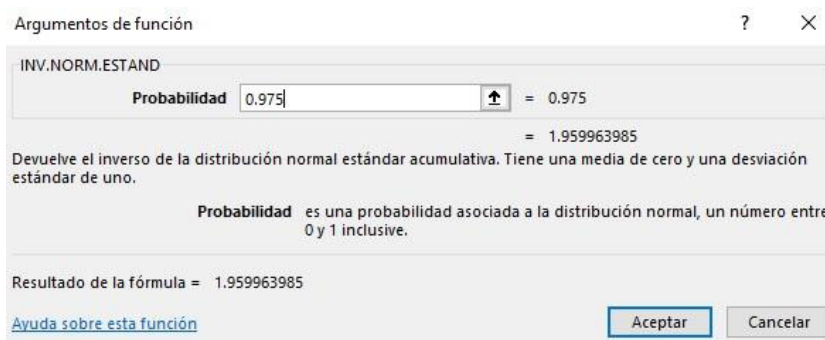 Argumentos de función ? ×
INV.NORM.ESTAND
Probabilidad 0.975 = 0.975
= 1.959963985
Devuelve el inverso de la distribución normal estándar acumulativa. Tiene una media de cero y una desviación
estándar de uno.
Probabilidad es una probabilidad asociada a la distribución normal, un número entre
0 y 1 inclusive.
Resultado de la fórmula = 1.959963985
Ayuda sobre esta función Aceptar Cancelar